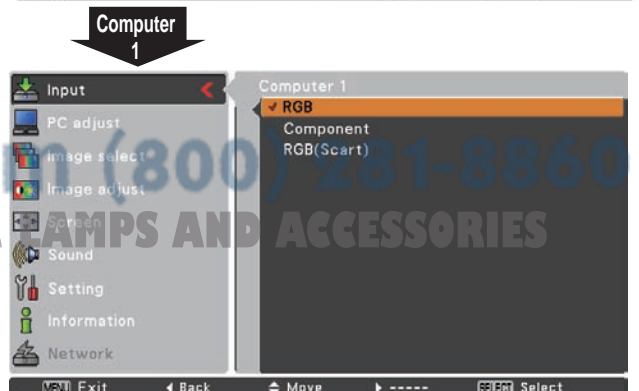 Computer
1
Input
Computer 1
RGB
Component
RGB(Scart)
PC adjust
Image select
Image adjust
Screen
Sound
Setting
Information
Network
m (800) 281-8860
LAMPS AND ACCESSORIES
MENU Exit Back Move ----- SELECT Select